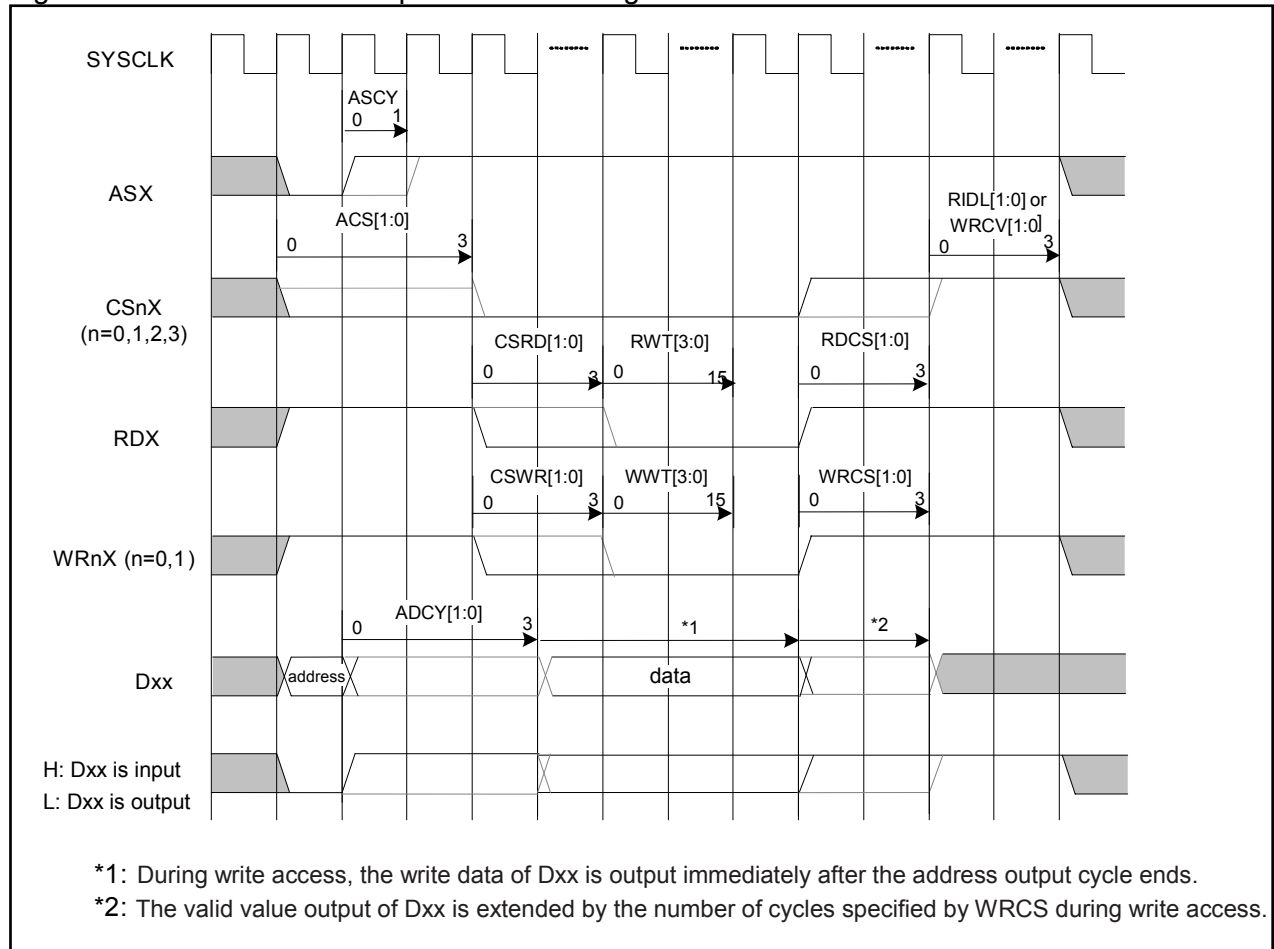 SYSCLK
ASCY
0 1
ASX
ACS[1:0]
0 3
RIDL[1:0] or
WRCV[1:0]
0 3
CSnX
(n=0,1,2,3)
CSRD[1:0] RWT[3:0] RDCS[1:0]
0 3 0 15 0 3
RDX
CSWR[1:0] WWT[3:0] WRCS[1:0]
0 3 0 15 0 3
WRnX (n=0,1)
ADCY[1:0]
0 3 *1 *2
Dxx address data
H: Dxx is input
L: Dxx is output
*1: During write access, the write data of Dxx is output immediately after the address output cycle ends.
*2: The valid value output of Dxx is extended by the number of cycles specified by WRCS during write access.